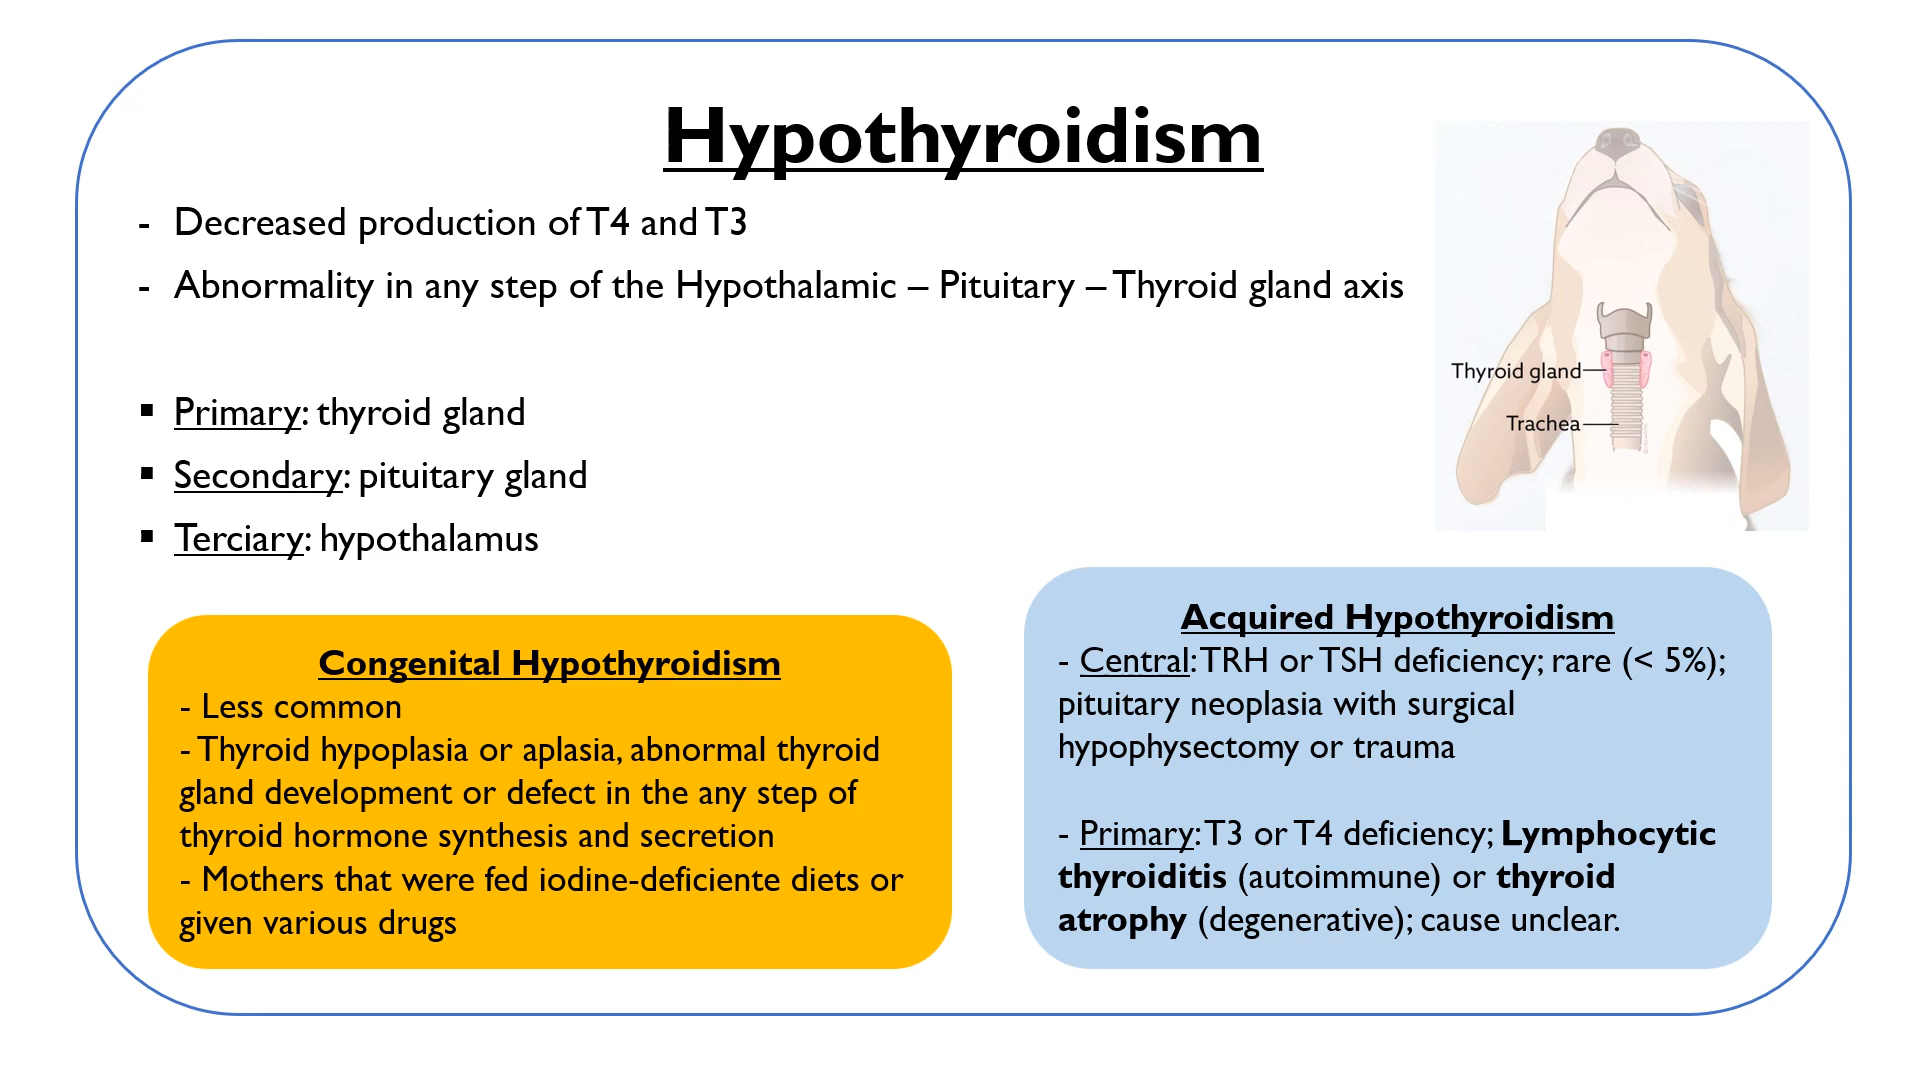 Hypothyroidism
- Decreased production of T4 and T3
- Abnormality in any step of the Hypothalamic – Pituitary – Thyroid gland axis
▪ Primary: thyroid gland
▪ Secondary: pituitary gland
▪ Terciary: hypothalamus
Thyroid gland
Trachea
Congenital Hypothyroidism
- Less common
- Thyroid hypoplasia or aplasia, abnormal thyroid
gland development or defect in the any step of
thyroid hormone synthesis and secretion
- Mothers that were fed iodine-deficiente diets or
given various drugs
Acquired Hypothyroidism
- Central: TRH or TSH deficiency; rare (< 5%);
pituitary neoplasia with surgical
hypophysectomy or trauma
- Primary: T3 or T4 deficiency; Lymphocytic
thyroiditis (autoimmune) or thyroid
atrophy (degenerative); cause unclear.